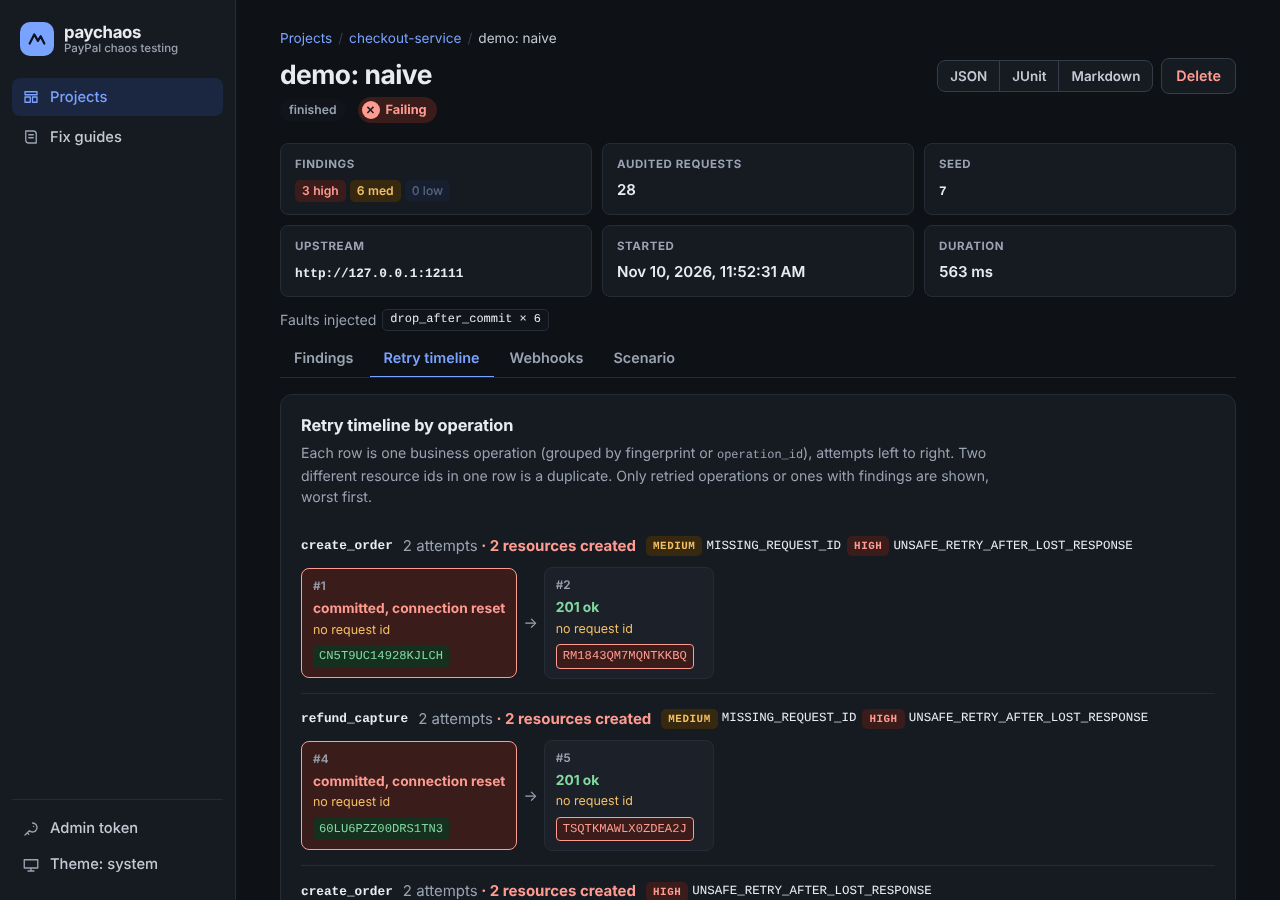 paychaos
PayPal chaos testing
Projects
Fix guides
Admin token
Theme: system
Projects / checkout-service / demo: naive
demo: naive
JSON JUnit Markdown Delete
finished Failing
FINDINGS
3 high 6 med 0 low
AUDITED REQUESTS
28
SEED
7
UPSTREAM
http://127.0.0.1:12111
STARTED
Nov 10, 2026, 11:52:31 AM
DURATION
563 ms
Faults injected drop_after_commit × 6
Findings Retry timeline Webhooks Scenario
Retry timeline by operation
Each row is one business operation (grouped by fingerprint or operation_id), attempts left to right. Two
different resource ids in one row is a duplicate. Only retried operations or ones with findings are shown,
worst first.
create_order 2 attempts · 2 resources created MEDIUM MISSING_REQUEST_ID HIGH UNSAFE_RETRY_AFTER_LOST_RESPONSE
#1
committed, connection reset
no request id
CN5T9UC14928KJLCH
→
#2
201 ok
no request id
RM1843QM7MQNTKKBQ
refund_capture 2 attempts · 2 resources created MEDIUM MISSING_REQUEST_ID HIGH UNSAFE_RETRY_AFTER_LOST_RESPONSE
#4
committed, connection reset
no request id
60LU6PZZ00DRS1TN3
→
#5
201 ok
no request id
TSQTKMAWLX0ZDEA2J
create_order 2 attempts · 2 resources created HIGH UNSAFE_RETRY_AFTER_LOST_RESPONSE